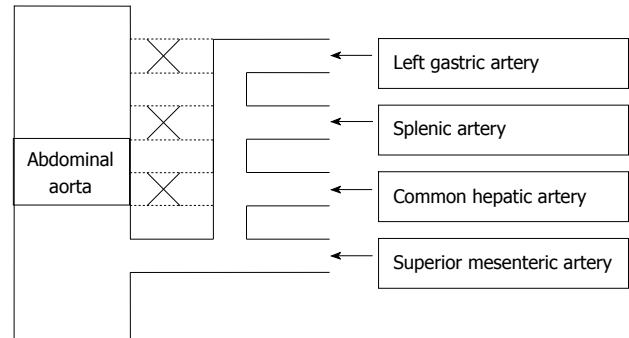 Left gastric artery
Splenic artery
Abdominal
aorta
Common hepatic artery
Superior mesenteric artery